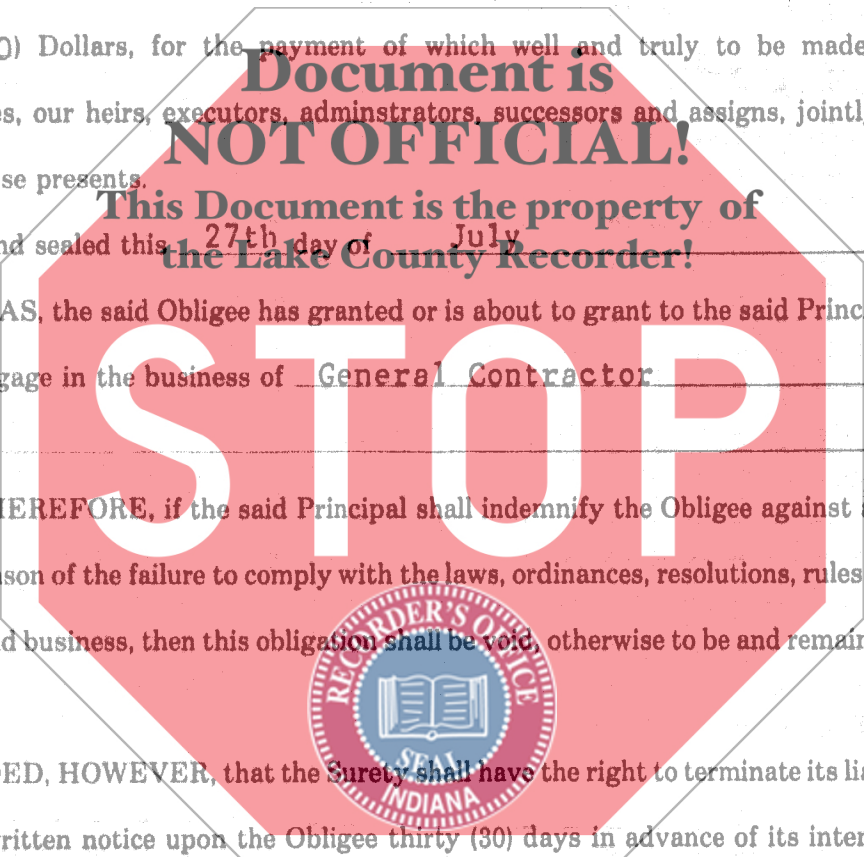 0) Dollars, for the payment of which well and truly to be made
Document is
s, our heirs, executors, adminstrators, successors and assigns, jointly
NOT OFFICIAL!
se presents.
This Document is the property of
nd sealed this 27th day of July
the Lake County Recorder!
AS, the said Obligee has granted or is about to grant to the said Princ
gage in the business of General Contractor
STOP
HEREFORE, if the said Principal shall indemnify the Obligee against
son of the failure to comply with the laws, ordinances, resolutions, rules
RECORDER'S OFFICE
d business, then this obligation shall be void, otherwise to be and remain
SEAL
ED, HOWEVER, that the Surety shall have the right to terminate its lia
INDIANA
ritten notice upon the Obligee thirty (30) days in advance of its inten